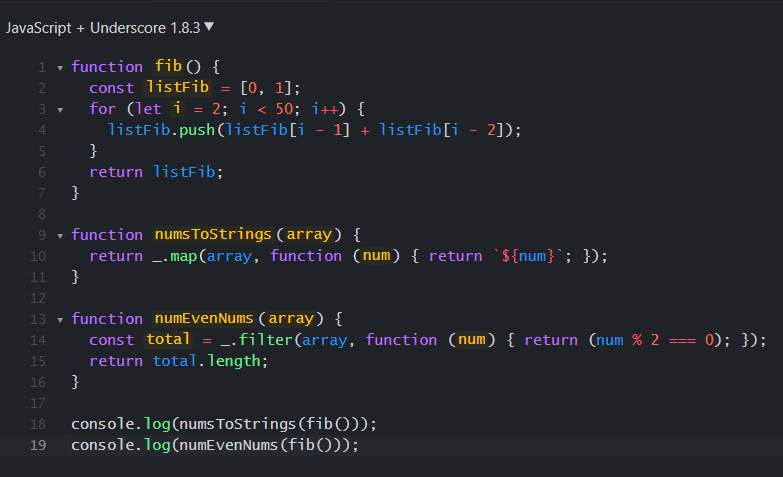 JavaScript + Underscore 1.8.3 ▼
1 ▾ function fib() {
2   const listFib = [0, 1];
3 ▾   for (let i = 2; i < 50; i++) {
4     listFib.push(listFib[i - 1] + listFib[i - 2]);
5   }
6   return listFib;
7 }
8
9 ▾ function numsToStrings(array) {
10   return _.map(array, function (num) { return `${num}`; });
11 }
12
13 ▾ function numEvenNums(array) {
14   const total = _.filter(array, function (num) { return (num % 2 === 0); });
15   return total.length;
16 }
17
18 console.log(numsToStrings(fib()));
19 console.log(numEvenNums(fib()));